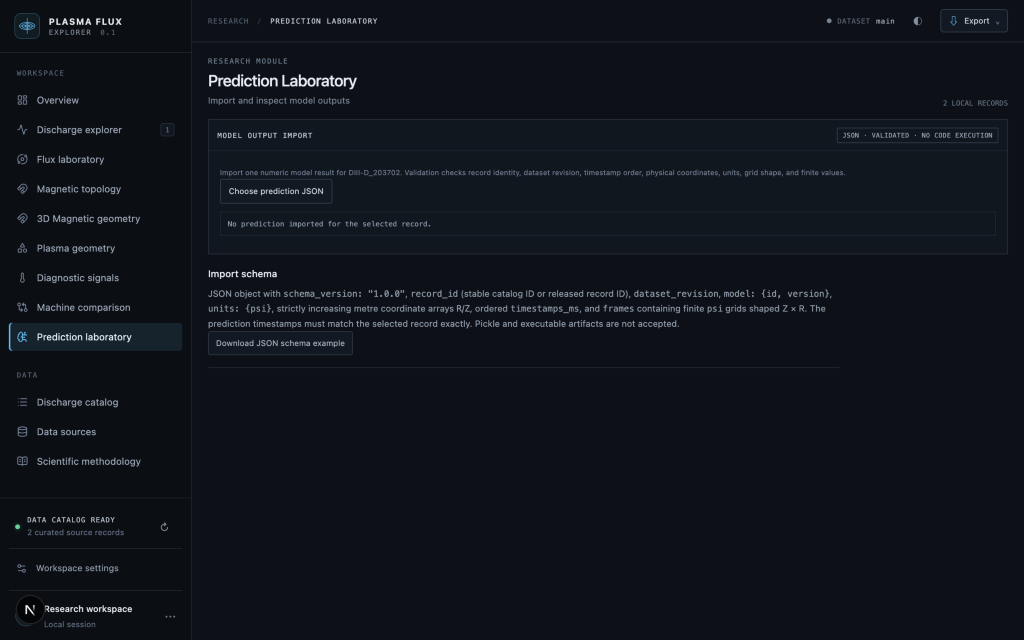 PLASMA FLUX
EXPLORER 0.1
WORKSPACE
Overview
Discharge explorer 1
Flux laboratory
Magnetic topology
3D Magnetic geometry
Plasma geometry
Diagnostic signals
Machine comparison
Prediction laboratory
DATA
Discharge catalog
Data sources
Scientific methodology
DATA CATALOG READY
2 curated source records
Workspace settings
N
Research workspace
Local session
RESEARCH / PREDICTION LABORATORY
DATASET main
Export
RESEARCH MODULE
Prediction Laboratory
Import and inspect model outputs
2 LOCAL RECORDS
MODEL OUTPUT IMPORT
JSON · VALIDATED · NO CODE EXECUTION
Import one numeric model result for DIII-D_203702. Validation checks record identity, dataset revision, timestamp order, physical coordinates, units, grid shape, and finite values.
Choose prediction JSON
No prediction imported for the selected record.
Import schema
JSON object with schema_version: "1.0.0", record_id (stable catalog ID or released record ID), dataset_revision, model: {id, version},
units: {psi}, strictly increasing metre coordinate arrays R/Z, ordered timestamps_ms, and frames containing finite psi grids shaped Z × R. The
prediction timestamps must match the selected record exactly. Pickle and executable artifacts are not accepted.
Download JSON schema example